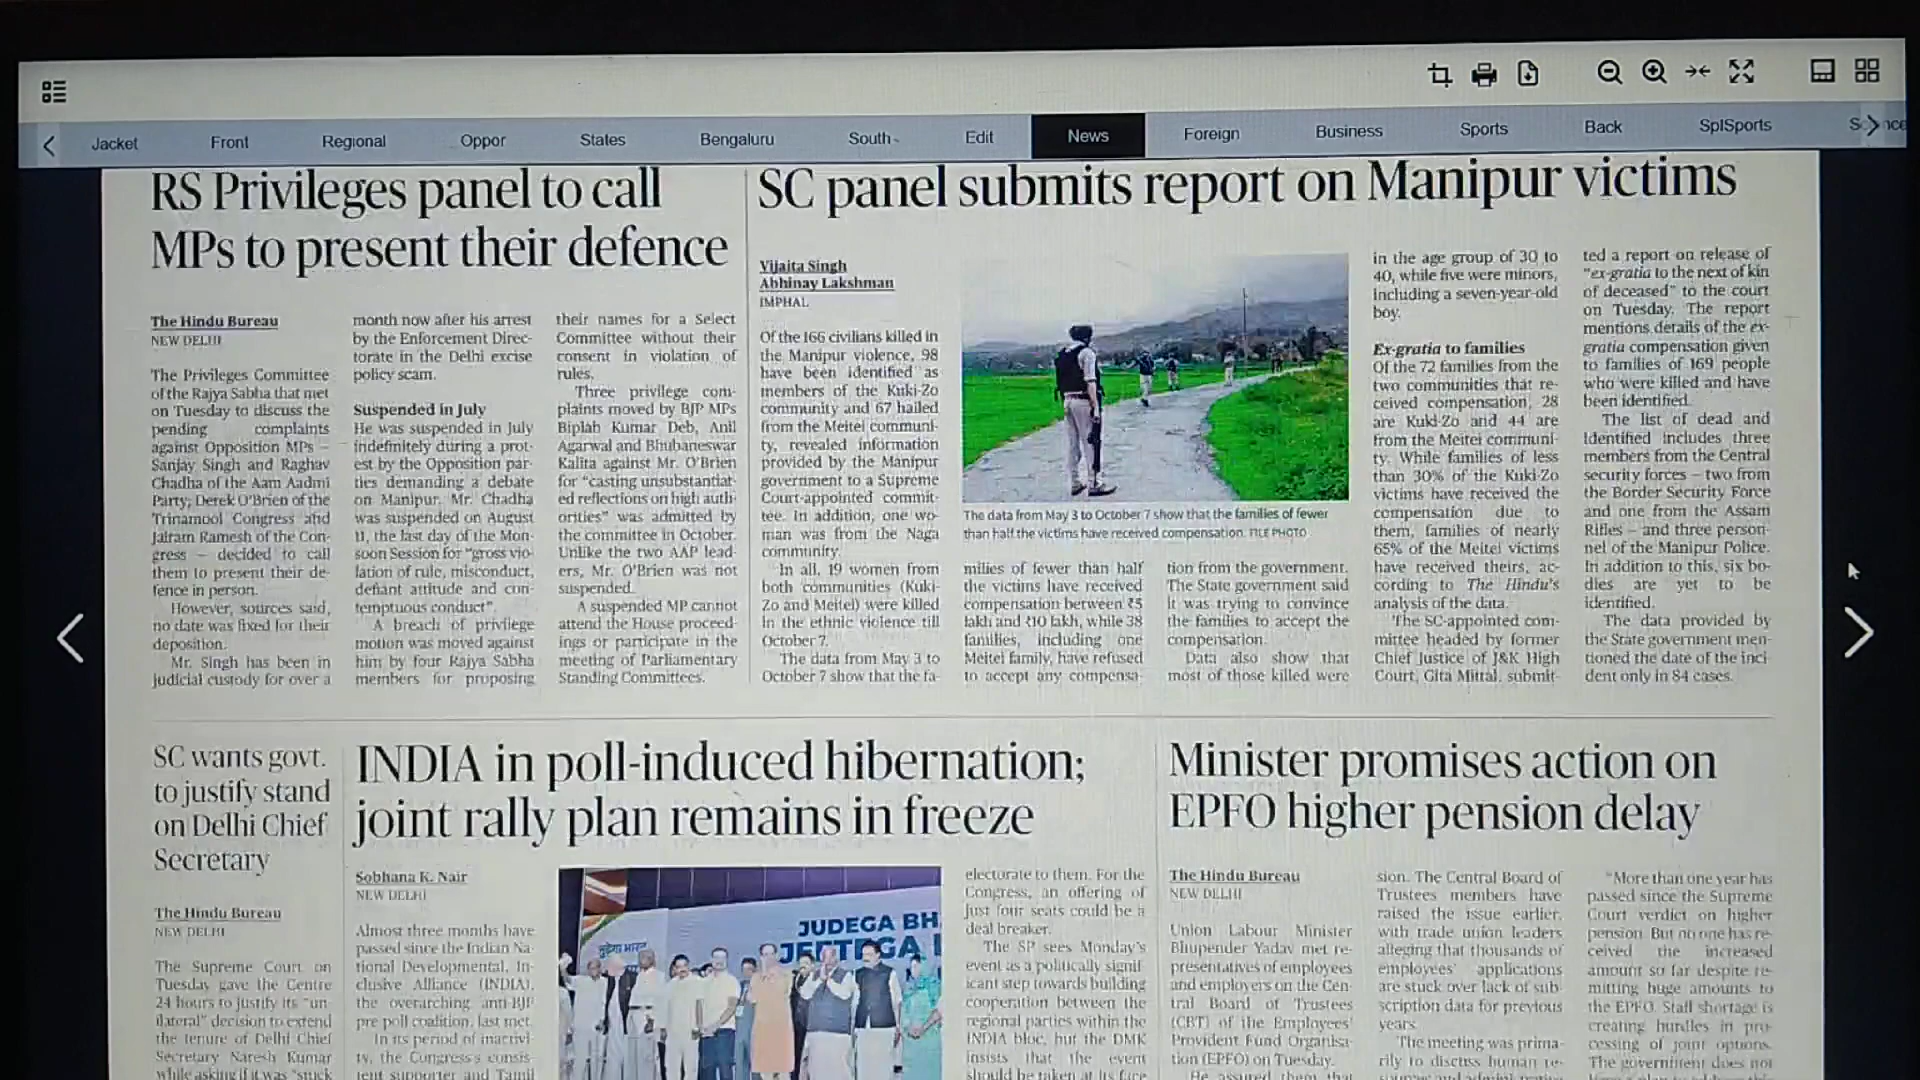 Jacket
Front
Regional
Oppor
States
Bengaluru
South
Edit
News
Foreign
Business
Sports
Back
SplSports
RS Privileges panel to call
MPs to present their defence
The Hindu Bureau
NEW DELHI
The Privileges Committee
of the Rajya Sabha that met
on Tuesday to discuss the
pending complaints
against Opposition MPs –
Sanjay Singh and Raghav
Chadha of the Aam Aadmi
Party; Derek O'Brien of the
Trinamool Congress and
Jairam Ramesh of the Con-
gress – decided to call
them to present their de-
fence in person.
However, sources said,
no date was fixed for their
deposition.
Mr. Singh has been in
judicial custody for over a
month now after his arrest
by the Enforcement Direc-
torate in the Delhi excise
policy scam.
Suspended in July
He was suspended in July
indefinitely during a prot-
est by the Opposition par-
ties demanding a debate
on Manipur. Mr. Chadha
was suspended on August
11, the last day of the Mon-
soon Session for "gross vio-
lation of rule, misconduct,
defiant attitude and con-
temptuous conduct".
A breach of privilege
motion was moved against
him by four Rajya Sabha
members for proposing
their names for a Select
Committee without their
consent in violation of
rules.
Three privilege com-
plaints moved by BJP MPs
Biplab Kumar Deb, Anil
Agarwal and Bhubaneswar
Kalita against Mr. O'Brien
for "casting unsubstantiat-
ed reflections on high auth-
orities" was admitted by
the committee in October.
Unlike the two AAP lead-
ers, Mr. O'Brien was not
suspended.
A suspended MP cannot
attend the House proceed-
ings or participate in the
meeting of Parliamentary
Standing Committees.
SC panel submits report on Manipur victims
Vijaita Singh
Abhinay Lakshman
IMPHAL
Of the 166 civilians killed in
the Manipur violence, 98
have been identified as
members of the Kuki-Zo
community and 67 hailed
from the Meitei communi-
ty, revealed information
provided by the Manipur
government to a Supreme
Court-appointed commit-
tee. In addition, one wo-
man was from the Naga
community.
In all, 19 women from
both communities (Kuki-
Zo and Meitei) were killed
in the ethnic violence till
October 7.
The data from May 3 to
October 7 show that the fa-
The data from May 3 to October 7 show that the families of fewer
than half the victims have received compensation. FILE PHOTO
milies of fewer than half
the victims have received
compensation between ₹5
lakh and ₹10 lakh, while 38
families, including one
Meitei family, have refused
to accept any compensa-
tion from the government.
The State government said
it was trying to convince
the families to accept the
compensation.
Data also show that
most of those killed were
in the age group of 30 to
40, while five were minors,
including a seven-year-old
boy.
Ex-gratia to families
Of the 72 families from the
two communities that re-
ceived compensation, 28
are Kuki-Zo and 44 are
from the Meitei communi-
ty. While families of less
than 30% of the Kuki-Zo
victims have received the
compensation due to
them, families of nearly
65% of the Meitei victims
have received theirs, ac-
cording to The Hindu's
analysis of the data.
The SC-appointed com-
mittee headed by former
Chief Justice of J&K High
Court, Gita Mittal, submit-
ted a report on release of
"ex-gratia to the next of kin
of deceased" to the court
on Tuesday. The report
mentions details of the ex-
gratia compensation given
to families of 169 people
who were killed and have
been identified.
The list of dead and
identified includes three
members from the Central
security forces – two from
the Border Security Force
and one from the Assam
Rifles – and three person-
nel of the Manipur Police.
In addition to this, six bo-
dies are yet to be
identified.
The data provided by
the State government men-
tioned the date of the inci-
dent only in 84 cases.
SC wants govt.
to justify stand
on Delhi Chief
Secretary
The Hindu Bureau
NEW DELHI
The Supreme Court on
Tuesday gave the Centre
24 hours to justify its "un-
ilateral" decision to extend
the tenure of Delhi Chief
Secretary Naresh Kumar
while asking if it was "stuck
INDIA in poll-induced hibernation;
joint rally plan remains in freeze
Sobhana K. Nair
NEW DELHI
Almost three months have
passed since the Indian Na-
tional Developmental, In-
clusive Alliance (INDIA),
the overarching anti-BJP
pre poll coalition, last met.
In its period of inactivi-
ty, the Congress's consis-
tent supporter and Tamil
JUDEGA BH
JEETEGA I
electorate to them. For the
Congress, an offering of
just four seats could be a
deal breaker.
The SP sees Monday's
event as a politically signif-
icant step towards building
cooperation between the
regional parties within the
INDIA bloc, but the DMK
insists that the event
should be taken at its face
Minister promises action on
EPFO higher pension delay
The Hindu Bureau
NEW DELHI
Union Labour Minister
Bhupender Yadav met re-
presentatives of employees
and employers on the Cen-
tral Board of Trustees
(CBT) of the Employees'
Provident Fund Organisa-
tion (EPFO) on Tuesday.
He assured them that
sion. The Central Board of
Trustees members have
raised the issue earlier,
with trade union leaders
alleging that thousands of
employees' applications
are stuck over lack of sub-
scription data for previous
years.
The meeting was prima-
rily to discuss human re-
"More than one year has
passed since the Supreme
Court verdict on higher
pension. But no one has re-
ceived the increased
amount so far despite re-
mitting huge amounts to
the EPFO. Staff shortage is
creating hurdles in pro-
cessing of joint options.
The government does not